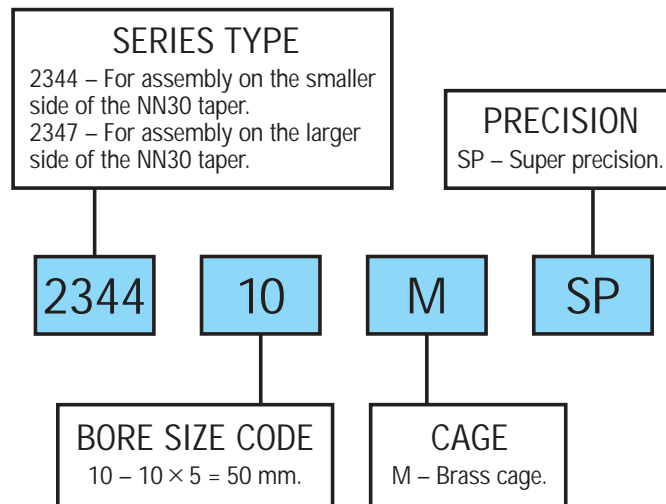 SERIES TYPE
2344 – For assembly on the smaller
side of the NN30 taper.
2347 – For assembly on the larger
side of the NN30 taper.
PRECISION
SP – Super precision.
2344
10
M
SP
BORE SIZE CODE
10 – 10 × 5 = 50 mm.
CAGE
M – Brass cage.